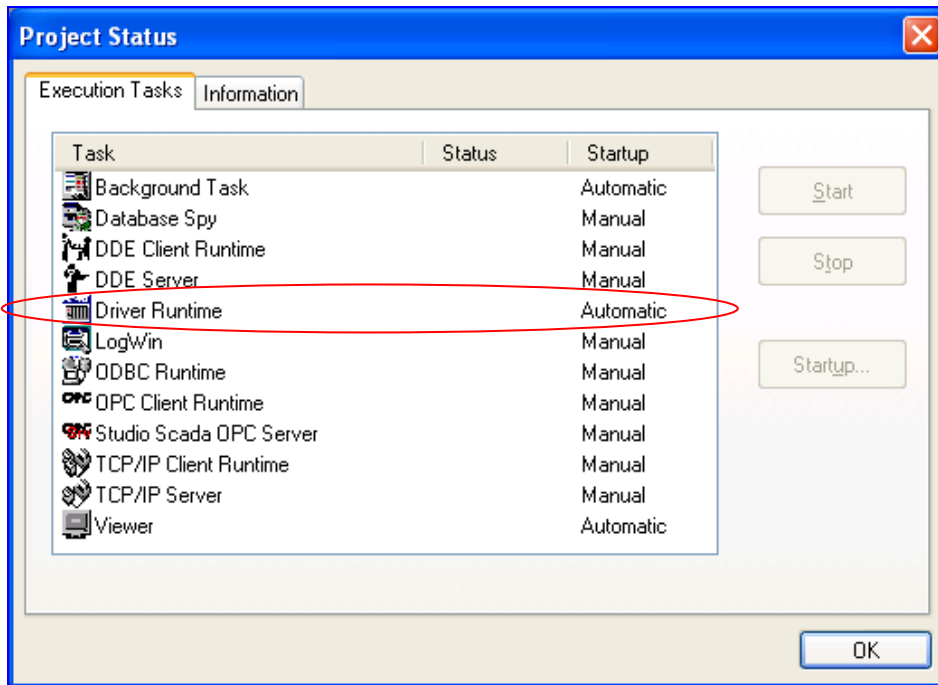 Project Status
Execution Tasks Information
Task Status Startup
Background Task Automatic
Database Spy Manual
DDE Client Runtime Manual
DDE Server Manual
Driver Runtime Automatic
LogWin Manual
ODBC Runtime Manual
OPC Client Runtime Manual
Studio Scada OPC Server Manual
TCP/IP Client Runtime Manual
TCP/IP Server Manual
Viewer Automatic
Start
Stop
Startup...
OK